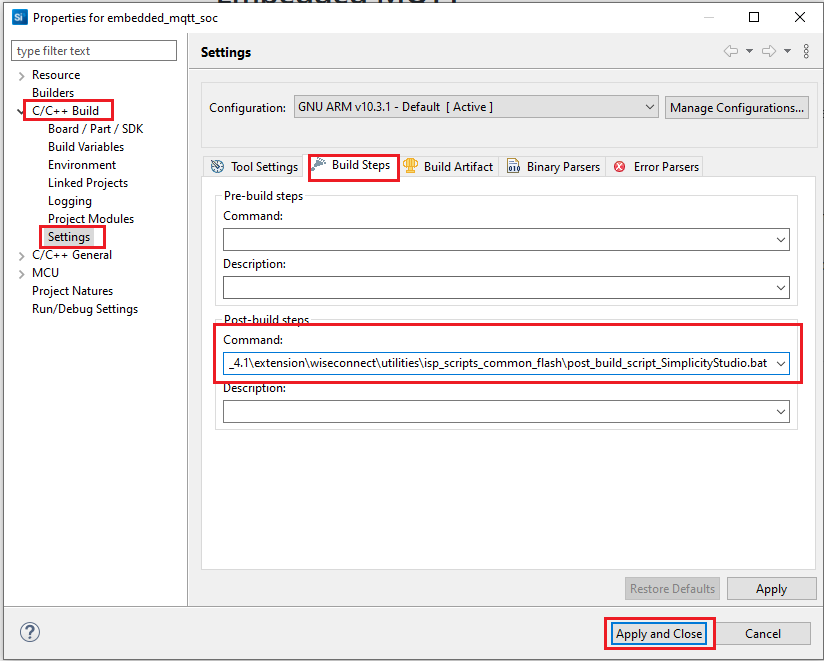 Si Properties for embedded_mqtt_soc
type filter text
Resource
Builders
C/C++ Build
Board / Part / SDK
Build Variables
Environment
Linked Projects
Logging
Project Modules
Settings
C/C++ General
MCU
Project Natures
Run/Debug Settings
Settings
Configuration: GNU ARM v10.3.1 - Default [ Active ] Manage Configurations...
Tool Settings Build Steps Build Artifact Binary Parsers Error Parsers
Pre-build steps
Command:
Description:
Post-build steps
Command:
_4.1\extension\wiseconnect\utilities\isp_scripts_common_flash\post_build_script_SimplicityStudio.bat
Description:
Restore Defaults Apply
? Apply and Close Cancel